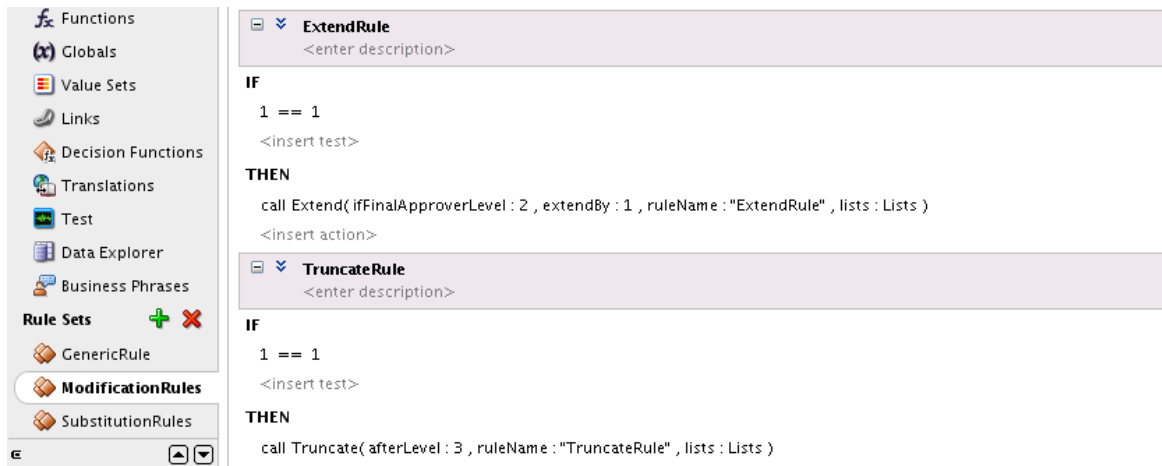 Functions
Globals
Value Sets
Links
Decision Functions
Translations
Test
Data Explorer
Business Phrases
Rule Sets
GenericRule
ModificationRules
SubstitutionRules
ExtendRule
<enter description>
IF
1 == 1
<insert test>
THEN
call Extend( ifFinalApproverLevel : 2 , extendBy : 1 , ruleName : "ExtendRule" , lists : Lists )
<insert action>
TruncateRule
<enter description>
IF
1 == 1
<insert test>
THEN
call Truncate( afterLevel : 3 , ruleName : "TruncateRule" , lists : Lists )